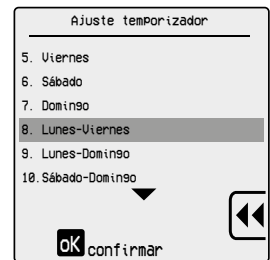 Ajuste temporizador
5. Viernes
6. Sábado
7. Domingo
8. Lunes-Viernes
9. Lunes-Domingo
10. Sábado-Domingo
OK confirmar